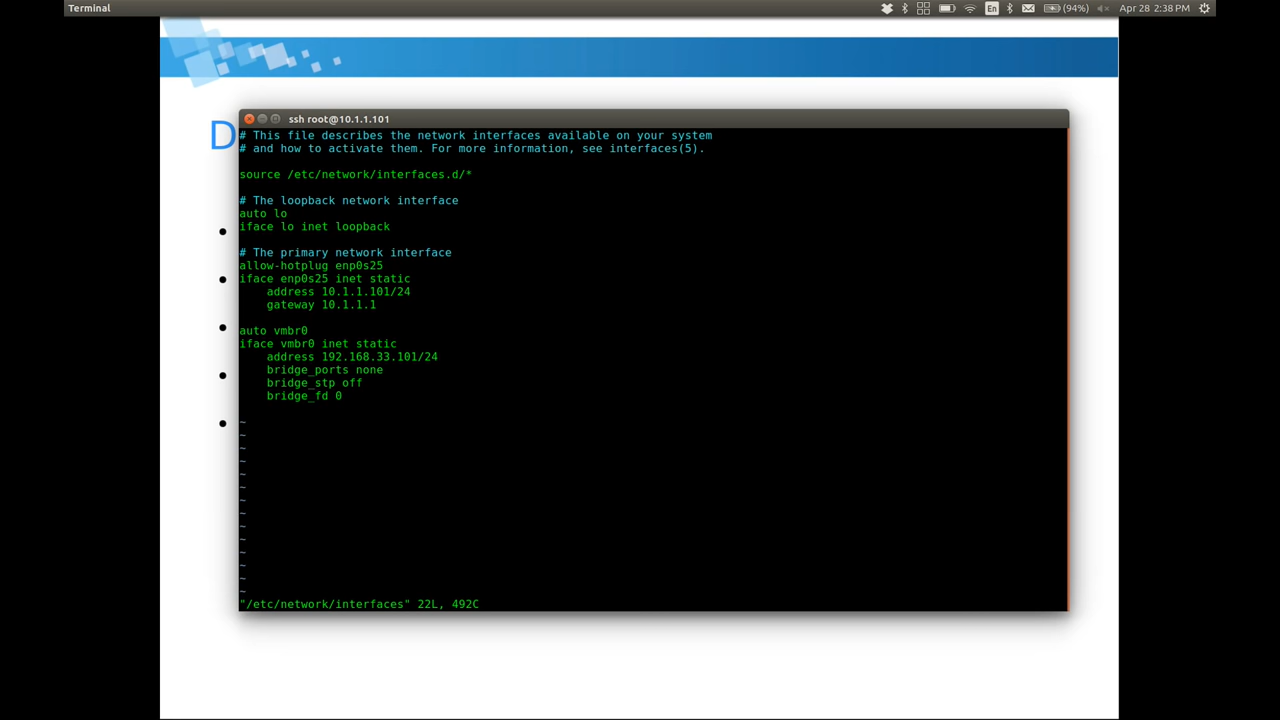 Terminal
En
(94%)
Apr 28 2:38 PM
D
ssh root@10.1.1.101
# This file describes the network interfaces available on your system
# and how to activate them. For more information, see interfaces(5).
source /etc/network/interfaces.d/*
# The loopback network interface
auto lo
iface lo inet loopback
# The primary network interface
allow-hotplug enp0s25
iface enp0s25 inet static
    address 10.1.1.101/24
    gateway 10.1.1.1
auto vmbr0
iface vmbr0 inet static
    address 192.168.33.101/24
    bridge_ports none
    bridge_stp off
    bridge_fd 0
~
~
~
~
~
~
~
~
~
~
~
~
~
~
"/etc/network/interfaces" 22L, 492C